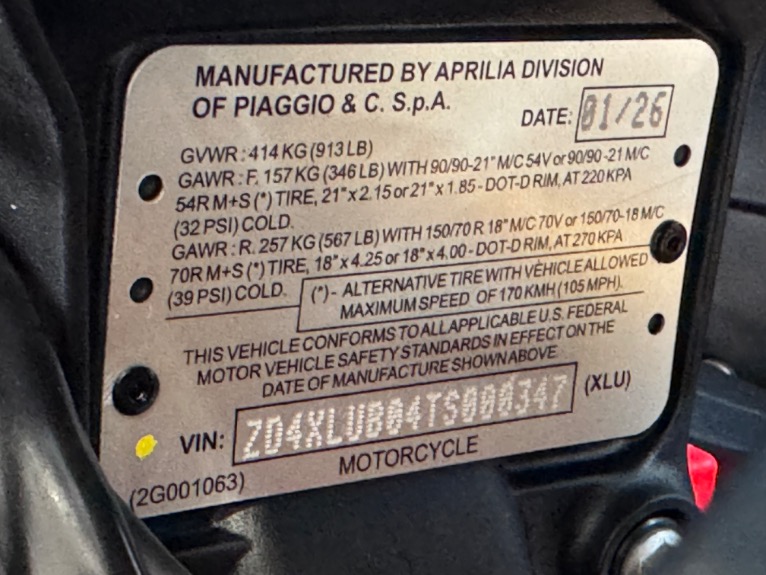 MANUFACTURED BY APRILIA DIVISION
OF PIAGGIO & C. S.p.A.
DATE: 01/26
GVWR : 414 KG (913 LB)
GAWR : F. 157 KG (346 LB) WITH 90/90-21" M/C 54V or 90/90 -21 M/C
54R M+S (*) TIRE, 21" x 2.15 or 21" x 1.85 - DOT-D RIM, AT 220 KPA
(32 PSI) COLD.
GAWR : R. 257 KG (567 LB) WITH 150/70 R 18" M/C 70V or 150/70-18 M/C
70R M+S (*) TIRE, 18" x 4.25 or 18" x 4.00 - DOT-D RIM, AT 270 KPA
(39 PSI) COLD.
(*) - ALTERNATIVE TIRE WITH VEHICLE ALLOWED
MAXIMUM SPEED OF 170 KMH (105 MPH).
THIS VEHICLE CONFORMS TO ALL APPLICABLE U.S. FEDERAL
MOTOR VEHICLE SAFETY STANDARDS IN EFFECT ON THE
DATE OF MANUFACTURE SHOWN ABOVE
VIN: ZD4XLUB04TS000347 (XLU)
MOTORCYCLE
(2G001063)